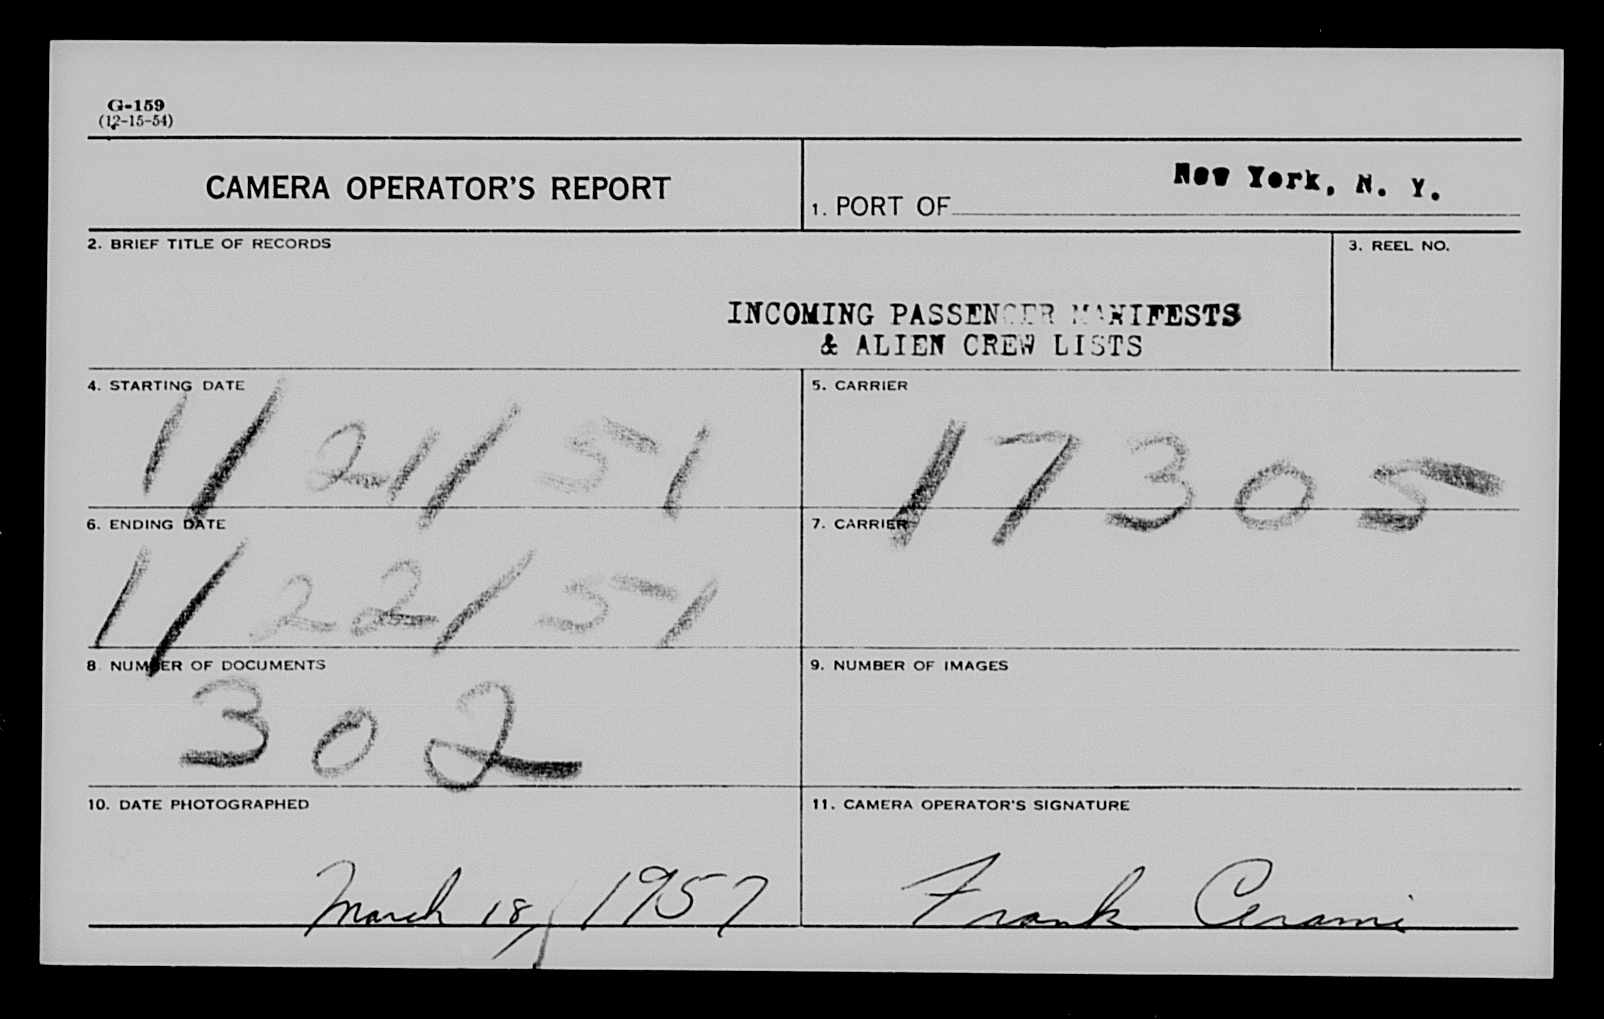 G-159
(12-15-54)
CAMERA OPERATOR'S REPORT
1. PORT OF New York, N. Y.
2. BRIEF TITLE OF RECORDS
3. REEL NO.
INCOMING PASSENGER MANIFESTS
& ALIEN CREW LISTS
4. STARTING DATE
5. CARRIER
1/21/51
17305
6. ENDING DATE
7. CARRIER
1/22/51
8. NUMBER OF DOCUMENTS
9. NUMBER OF IMAGES
302
10. DATE PHOTOGRAPHED
11. CAMERA OPERATOR'S SIGNATURE
March 18, 1957
Frank Cerami